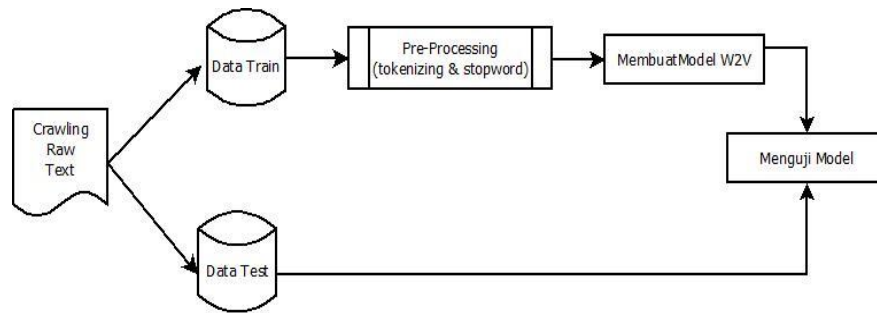 Crawling
Raw
Text
Data Train
Pre-Processing
(tokenizing & stopword)
MembuatModel W2V
Menguji Model
Data Test